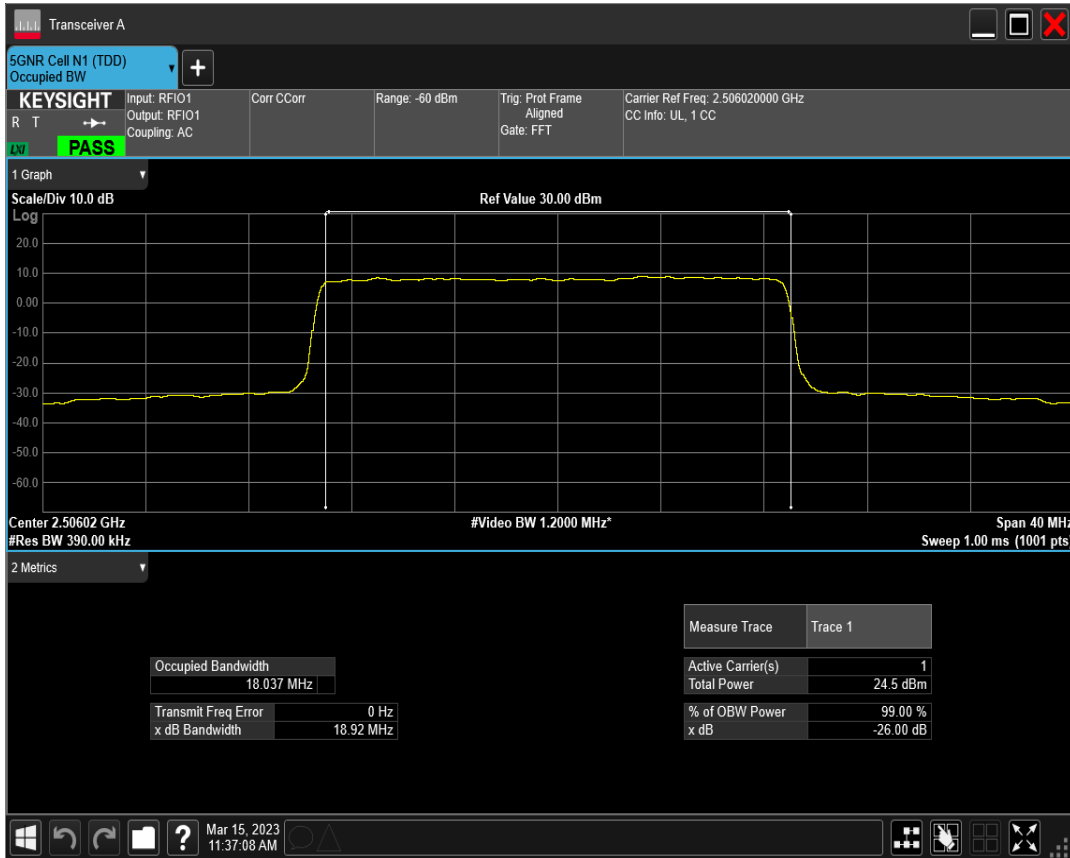 Transceiver A
5GNR Cell N1 (TDD)
Occupied BW
+
KEYSIGHT
R T
LXI
PASS
Input: RFIO1
Output: RFIO1
Coupling: AC
Corr CCorr
Range: -60 dBm
Trig: Prot Frame
Aligned
Gate: FFT
Carrier Ref Freq: 2.506020000 GHz
CC Info: UL, 1 CC
1 Graph
Scale/Div 10.0 dB
Ref Value 30.00 dBm
Log
20.0
10.0
0.00
-10.0
-20.0
-30.0
-40.0
-50.0
-60.0
Center 2.50602 GHz
#Video BW 1.2000 MHz*
Span 40 MHz
#Res BW 390.00 kHz
Sweep 1.00 ms (1001 pts)
2 Metrics
Measure Trace Trace 1
Occupied Bandwidth
18.037 MHz
Active Carrier(s) 1
Total Power 24.5 dBm
Transmit Freq Error 0 Hz
x dB Bandwidth 18.92 MHz
% of OBW Power 99.00 %
x dB -26.00 dB
?
Mar 15, 2023
11:37:08 AM